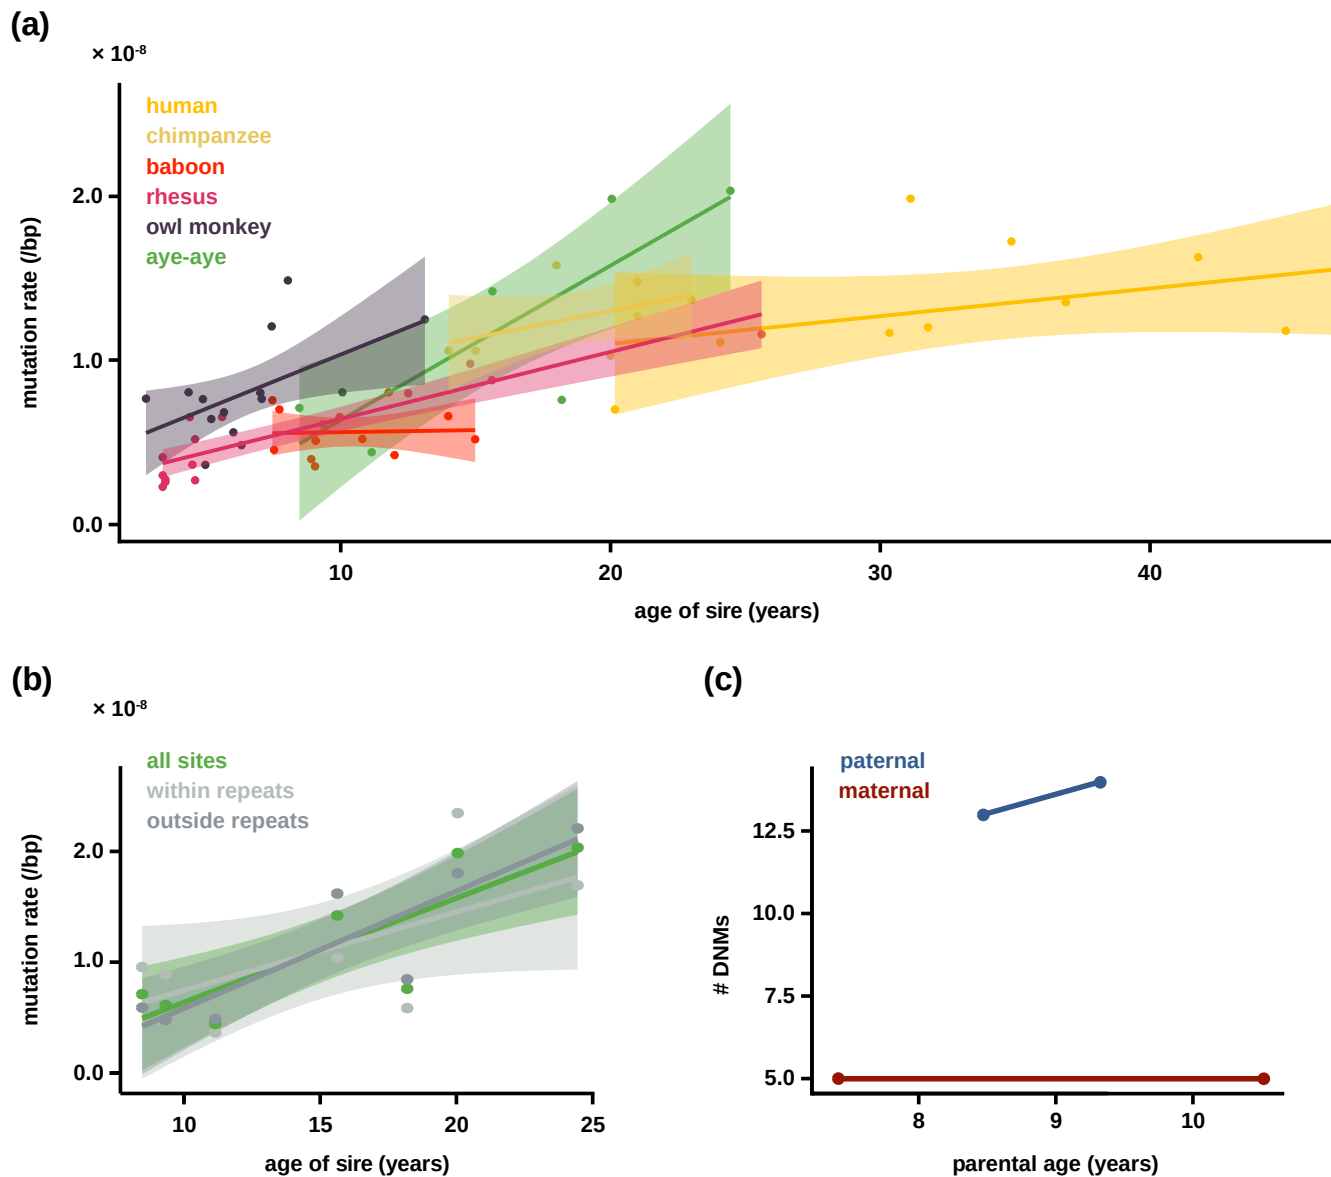 (a)
× 10⁻⁸
human
chimpanzee
baboon
rhesus
owl monkey
aye-aye
2.0
1.0
0.0
mutation rate (/bp)
10 20 30 40
age of sire (years)
(b)
× 10⁻⁸
all sites
within repeats
outside repeats
2.0
1.0
0.0
mutation rate (/bp)
10 15 20 25
age of sire (years)
(c)
paternal
maternal
12.5
10.0
7.5
5.0
# DNMs
8 9 10
parental age (years)